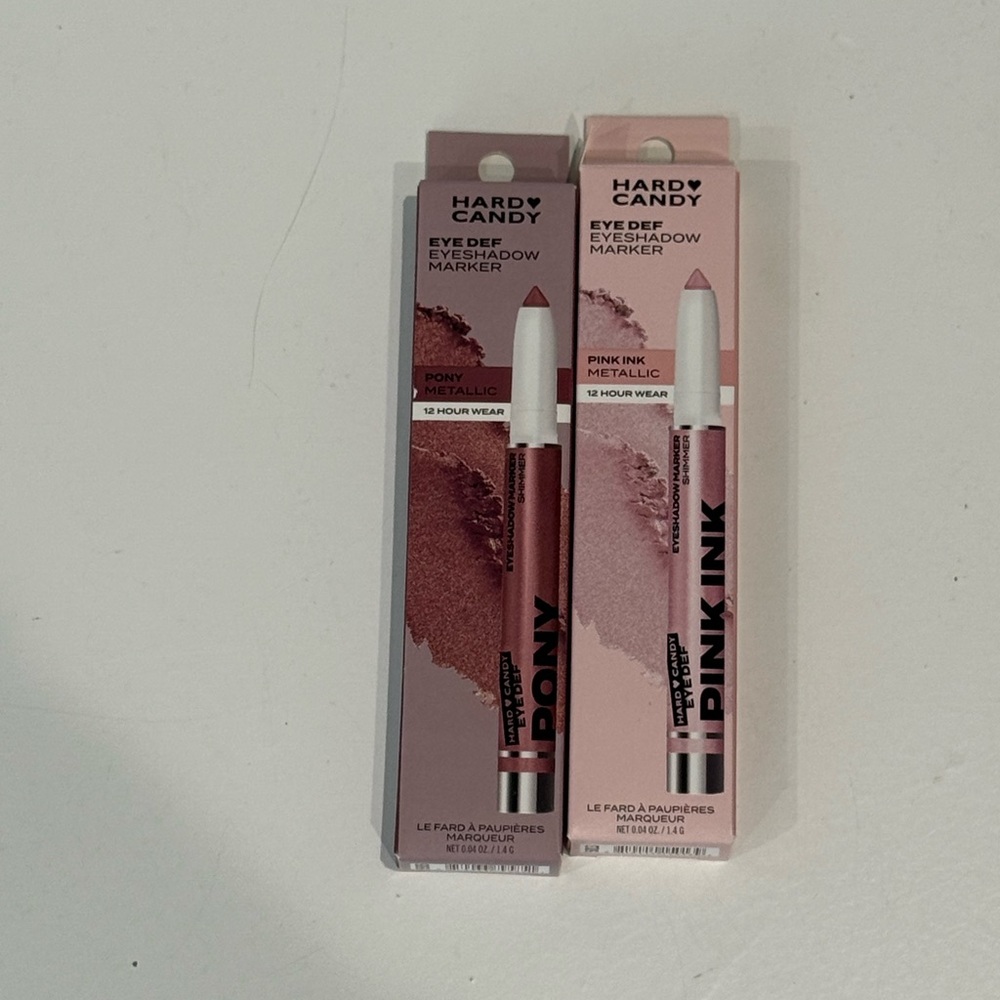 HARD♥
CANDY
EYE DEF
EYESHADOW
MARKER
PONY
METALLIC
12 HOUR WEAR
EYESHADOW MARKER
SHIMMER
HARD♥CANDY
EYE DEF
PONY
LE FARD À PAUPIÈRES
MARQUEUR
NET 0.04 OZ. / 1.4 G
HARD♥
CANDY
EYE DEF
EYESHADOW
MARKER
PINK INK
METALLIC
12 HOUR WEAR
EYESHADOW MARKER
SHIMMER
HARD♥CANDY
EYE DEF
PINK INK
LE FARD À PAUPIÈRES
MARQUEUR
NET 0.04 OZ. / 1.4 G